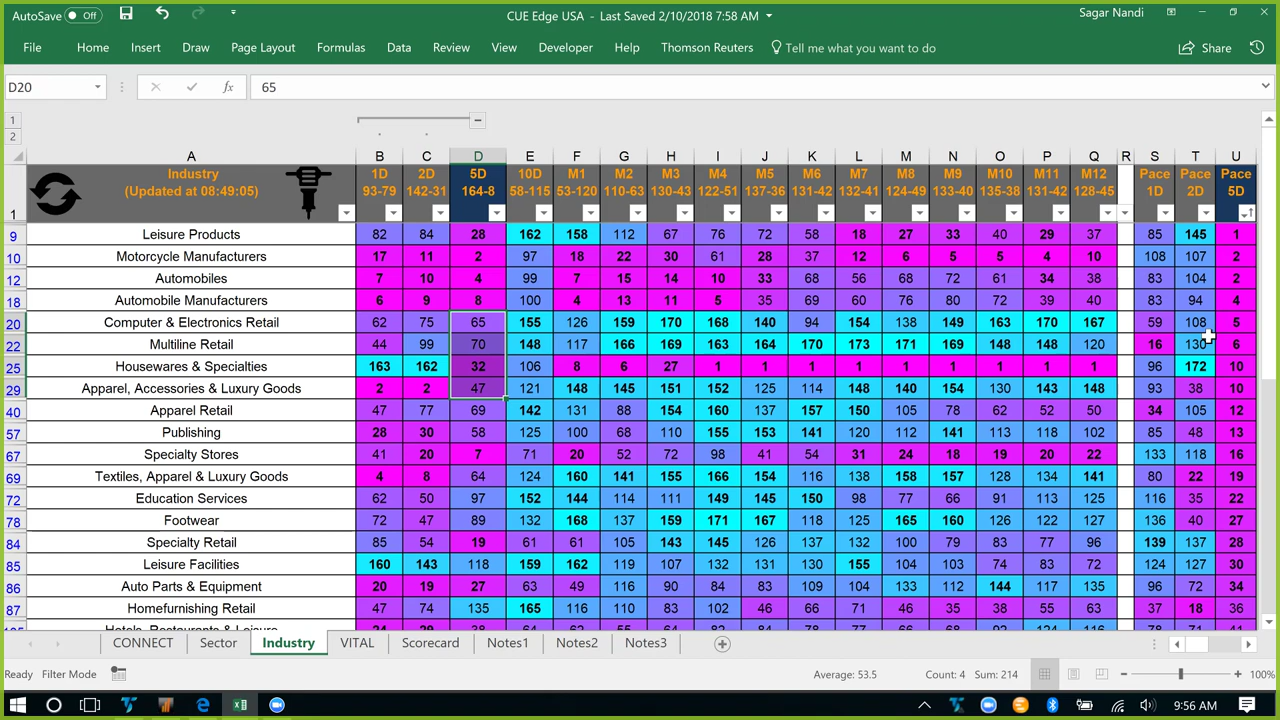 AutoSave Off CUE Edge USA - Last Saved 2/10/2018 7:58 AM Sagar Nandi
File Home Insert Draw Page Layout Formulas Data Review View Developer Help Thomson Reuters Tell me what you want to do Share
D20 fx 65
1
2
A B C D E F G H I J K L M N O P Q R S T U
Industry 1D 2D 5D 10D M1 M2 M3 M4 M5 M6 M7 M8 M9 M10 M11 M12 Pace Pace Pace
(Updated at 08:49:05) 93-79 142-31 164-8 58-115 53-120 110-63 130-43 122-51 137-36 131-42 132-41 124-49 133-40 135-38 131-42 128-45 1D 2D 5D
1
9 Leisure Products 82 84 28 162 158 112 67 76 72 58 18 27 33 40 29 37 85 145 1
10 Motorcycle Manufacturers 17 11 2 97 18 22 30 61 28 37 12 6 5 5 4 10 108 107 2
12 Automobiles 7 10 4 99 7 15 14 10 33 68 56 68 72 61 34 38 83 104 2
18 Automobile Manufacturers 6 9 8 100 4 13 11 5 35 69 60 76 80 72 39 40 83 94 4
20 Computer & Electronics Retail 62 75 65 155 126 159 170 168 140 94 154 138 149 163 170 167 59 108 5
22 Multiline Retail 44 99 70 148 117 166 169 163 164 170 173 171 169 148 148 120 16 130 6
25 Housewares & Specialties 163 162 32 88 8 6 27 1 1 1 1 1 1 1 1 1 96 172 10
29 Apparel, Accessories & Luxury Goods 2 2 47 121 148 145 151 152 125 114 148 140 154 130 143 148 93 38 10
40 Apparel Retail 47 77 69 142 131 88 154 160 137 157 150 105 78 62 52 50 34 105 12
57 Publishing 28 30 58 125 100 68 110 155 153 141 120 112 141 113 118 102 85 48 13
67 Specialty Stores 41 20 7 71 20 52 72 98 41 54 31 24 18 19 20 22 133 118 16
69 Textiles, Apparel & Luxury Goods 4 8 64 124 160 141 155 166 154 116 138 158 157 128 134 141 80 22 19
72 Education Services 62 50 97 152 144 114 111 149 145 150 98 77 66 91 113 125 116 35 22
78 Footwear 72 47 89 132 168 137 159 171 167 118 125 165 160 126 122 127 136 40 27
84 Specialty Retail 85 54 19 61 61 105 143 145 126 137 132 100 79 83 77 96 139 137 28
85 Leisure Facilities 160 143 118 159 162 119 107 132 131 130 155 104 103 74 83 72 124 127 30
86 Auto Parts & Equipment 20 19 27 63 49 116 90 84 83 109 104 133 112 144 117 135 96 72 34
87 Homefurnishing Retail 47 74 135 165 116 110 83 102 46 66 71 46 35 38 55 63 37 18 36
CONNECT Sector Industry VITAL Scorecard Notes1 Notes2 Notes3
Ready Filter Mode Average: 53.5 Count: 4 Sum: 214 100%
9:56 AM